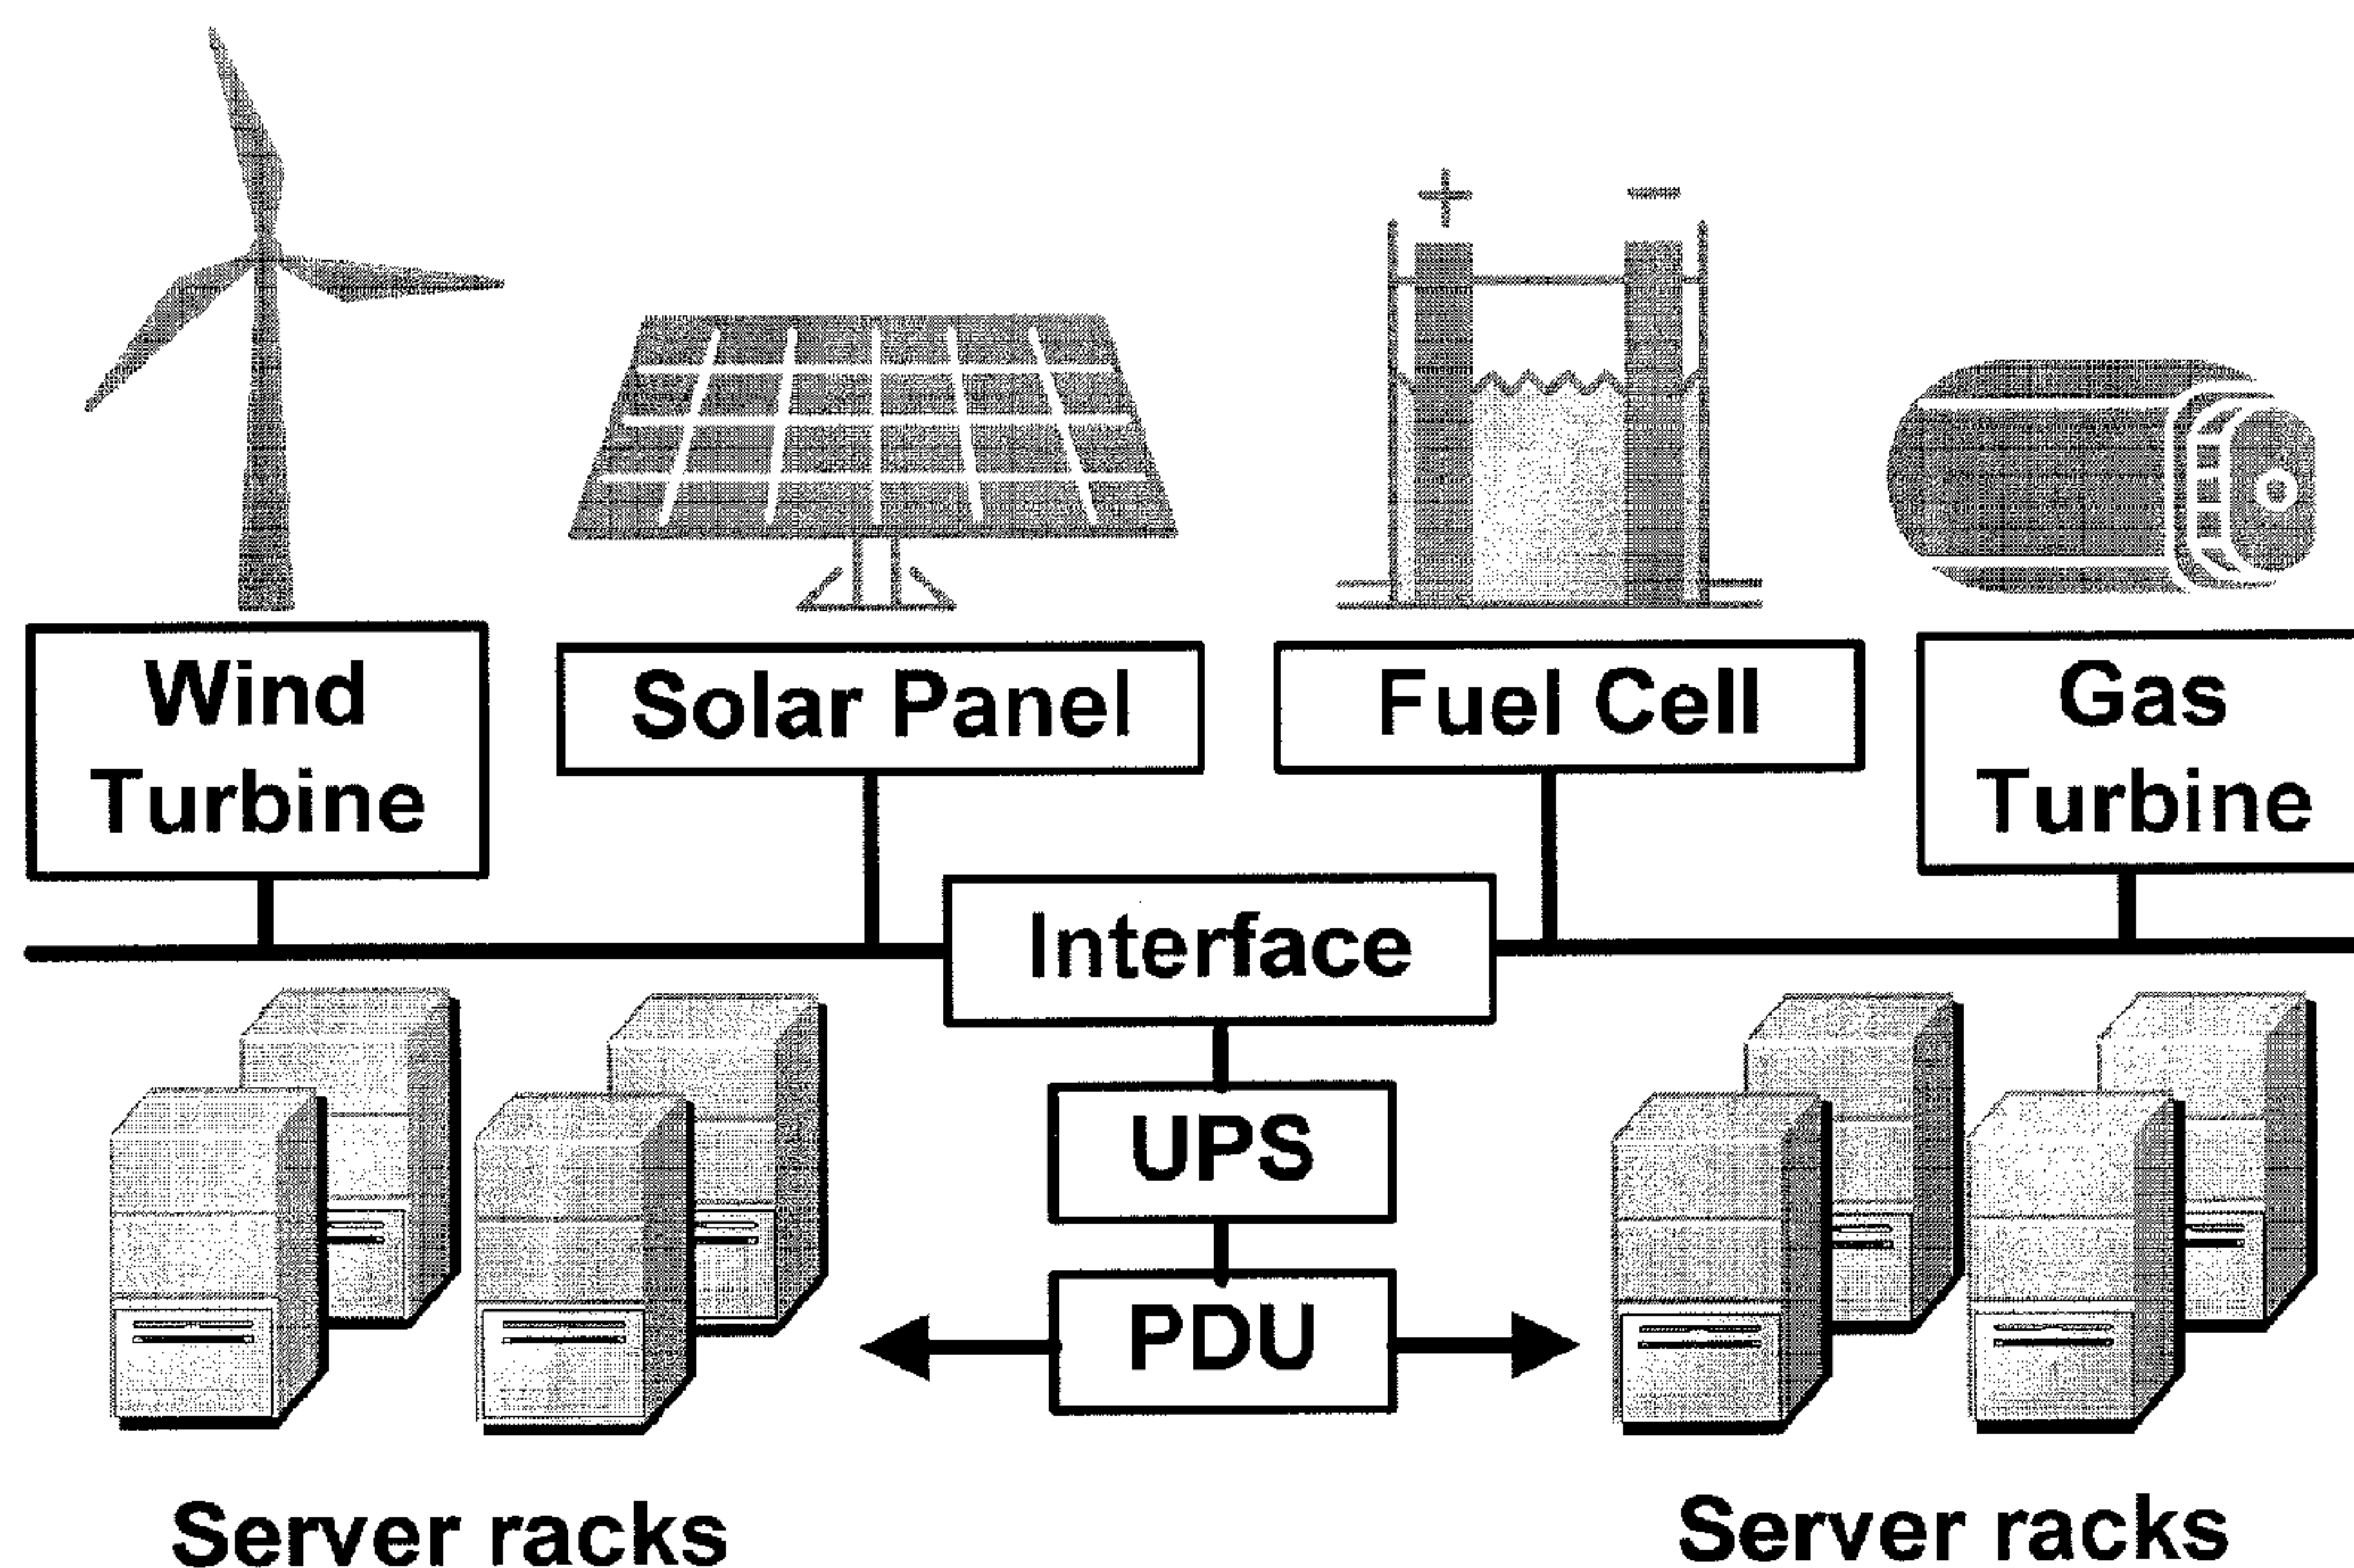 + −
Wind
Turbine
Solar Panel
Fuel Cell
Gas
Turbine
Interface
UPS
PDU
Server racks
Server racks